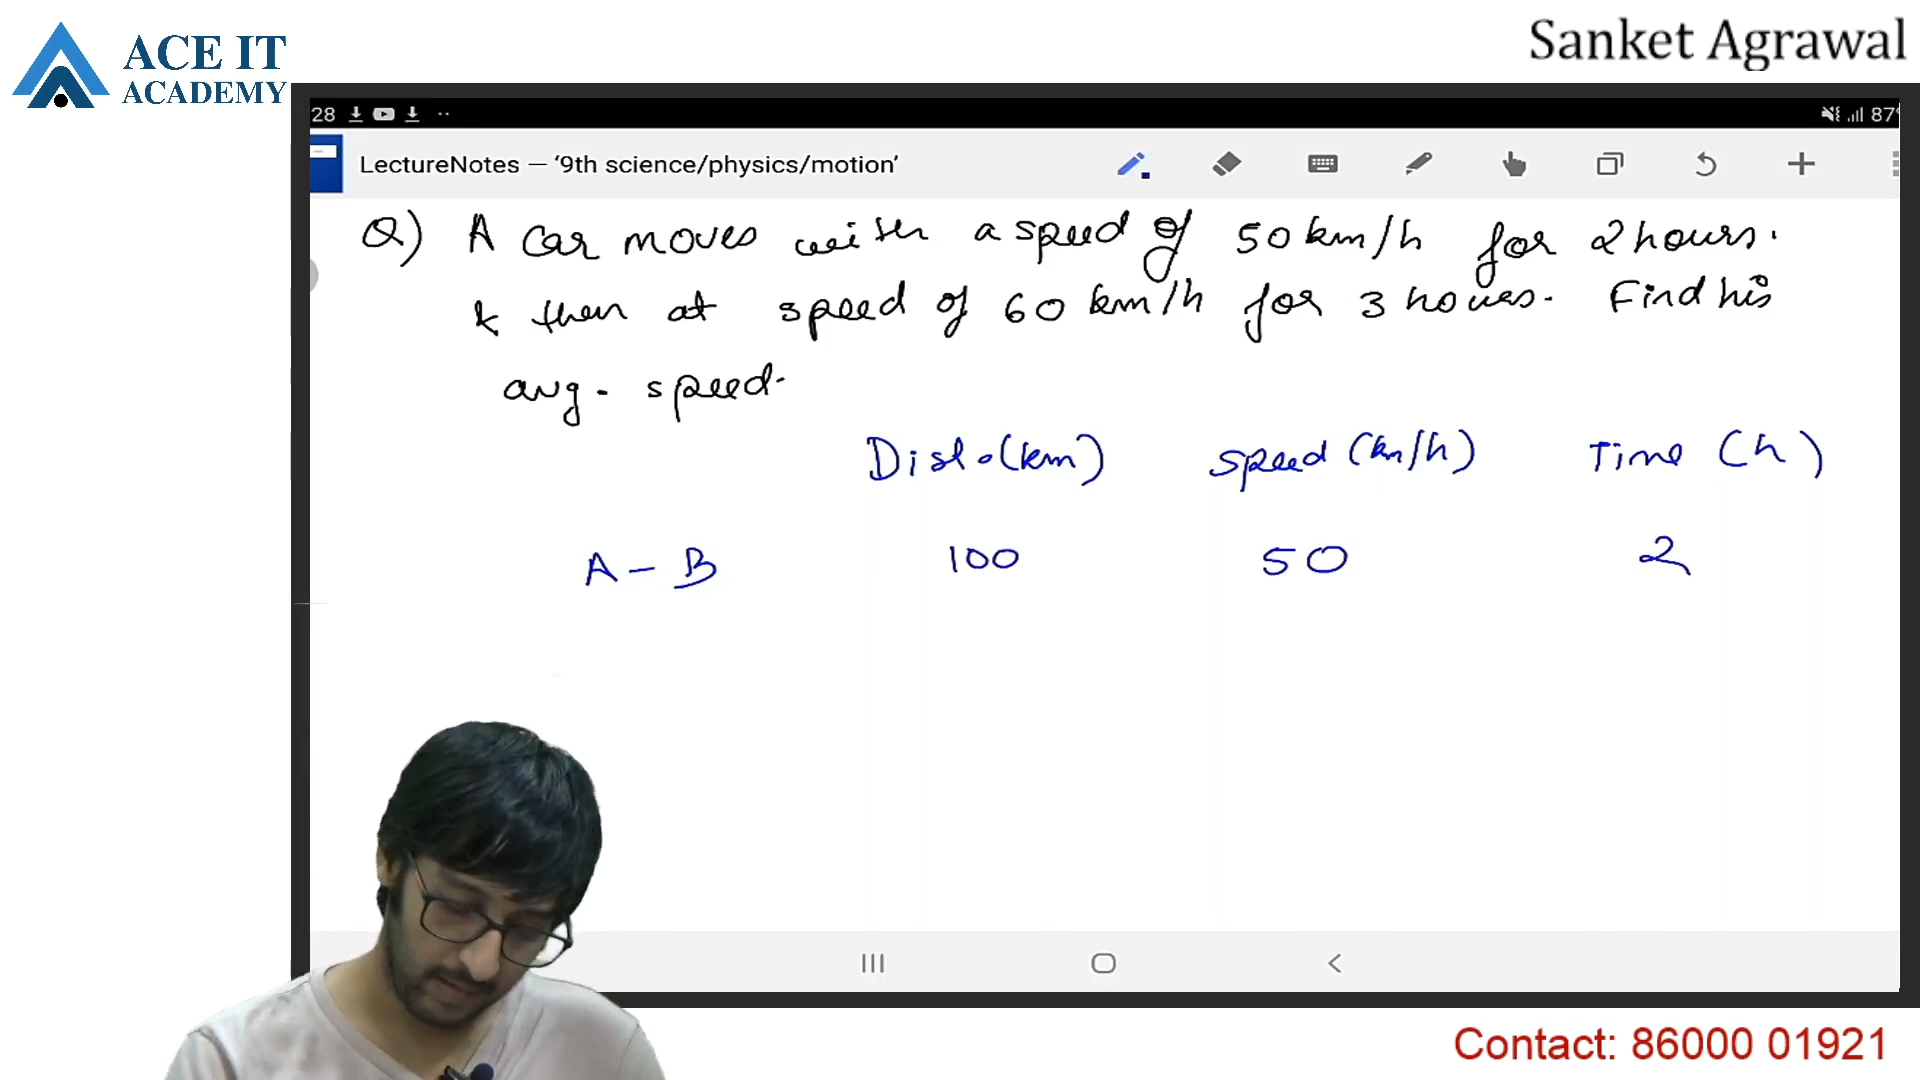 ACE IT
ACADEMY
Sanket Agrawal
28
87
LectureNotes — ‘9th science/physics/motion’
Q) A car moves with a speed of 50 km/h for 2 hours.
& then at speed of 60 km/h for 3 hours. Find his
avg. speed.
Dist.(km) Speed (km/h) Time (h)
A - B 100 50 2
Contact: 86000 01921